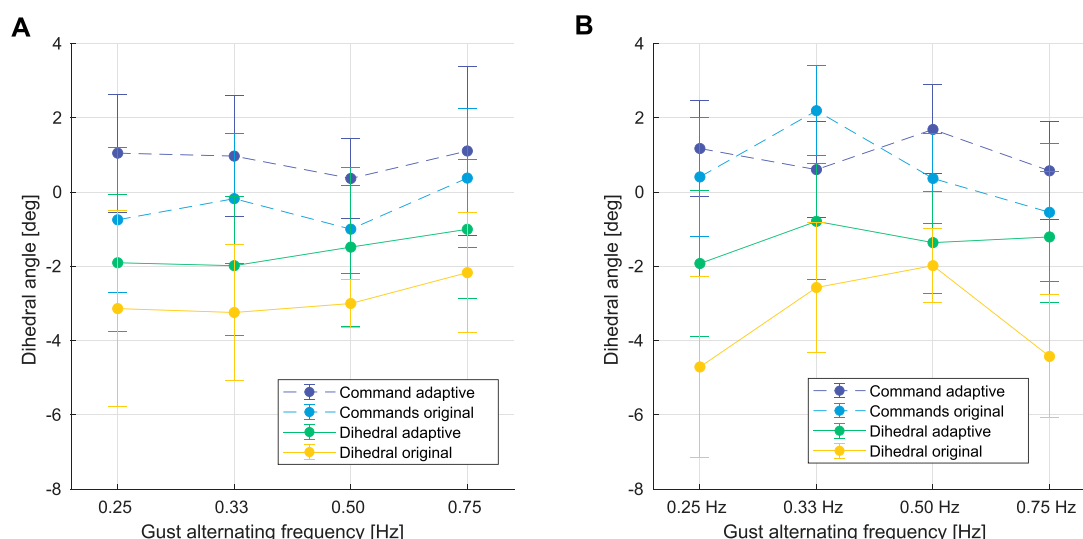 A
Dihedral angle [deg]
4
2
0
-2
-4
-6
-8
0.25 0.33 0.50 0.75
Gust alternating frequency [Hz]
Command adaptive
Commands original
Dihedral adaptive
Dihedral original
B
Dihedral angle [deg]
4
2
0
-2
-4
-6
-8
0.25 Hz 0.33 Hz 0.50 Hz 0.75 Hz
Gust alternating frequency [Hz]
Command adaptive
Commands original
Dihedral adaptive
Dihedral original